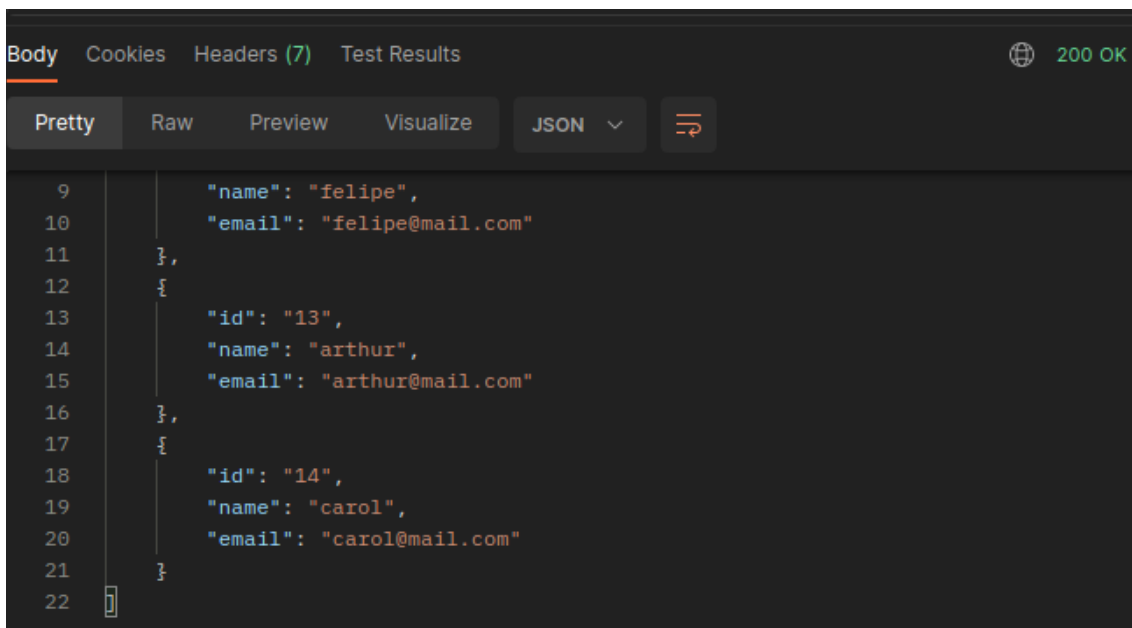 Body Cookies Headers (7) Test Results 200 OK
Pretty Raw Preview Visualize JSON
9 "name": "felipe",
10 "email": "felipe@mail.com"
11 },
12 {
13 "id": "13",
14 "name": "arthur",
15 "email": "arthur@mail.com"
16 },
17 {
18 "id": "14",
19 "name": "carol",
20 "email": "carol@mail.com"
21 }
22 ]